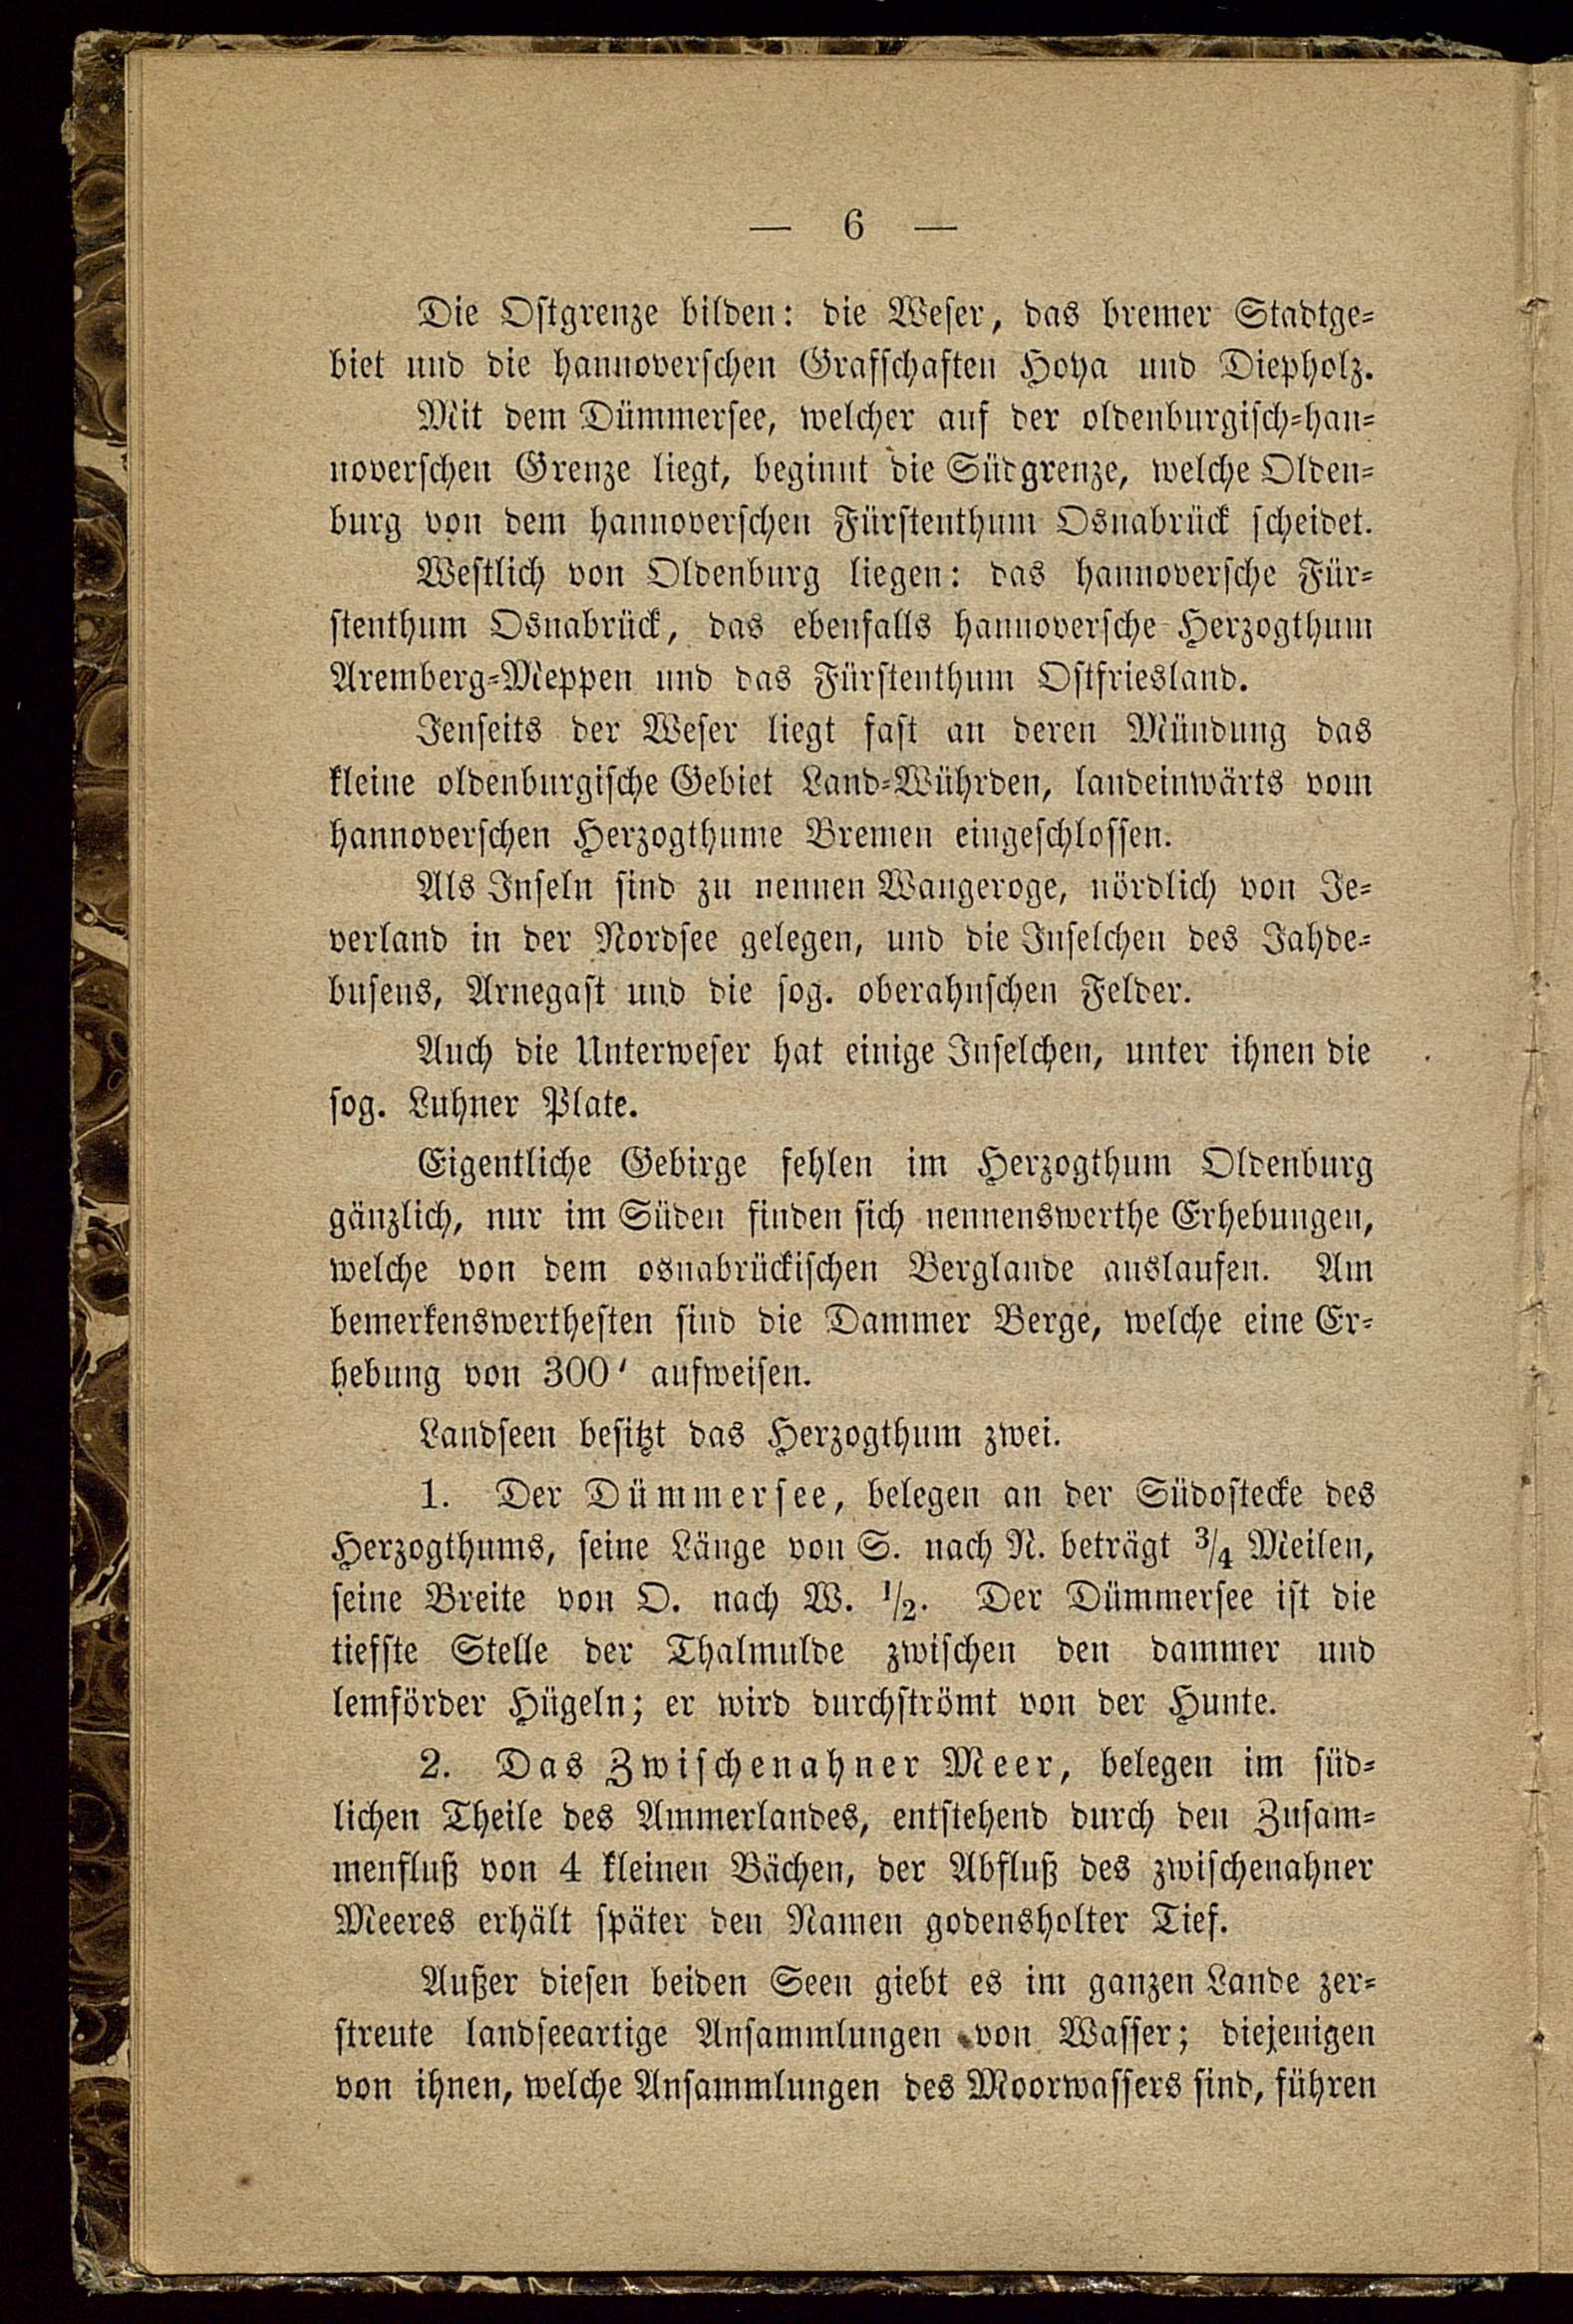 — 6 —
Die Ostgrenze bilden: die Weser, das bremer Stadtge-
biet und die hannoverschen Grafschaften Hoya und Diepholz.
Mit dem Dümmersee, welcher auf der oldenburgisch-han-
noverschen Grenze liegt, beginnt die Südgrenze, welche Olden-
burg von dem hannoverschen Fürstenthum Osnabrück scheidet.
Westlich von Oldenburg liegen: das hannoversche Für-
stenthum Osnabrück, das ebenfalls hannoversche Herzogthum
Aremberg-Meppen und das Fürstenthum Ostfriesland.
Jenseits der Weser liegt fast an deren Mündung das
kleine oldenburgische Gebiet Land-Wührden, landeinwärts vom
hannoverschen Herzogthume Bremen eingeschlossen.
Als Inseln sind zu nennen Wangeroge, nördlich von Je-
verland in der Nordsee gelegen, und die Inselchen des Jahde-
busens, Arnegast und die sog. oberahnschen Felder.
Auch die Unterweser hat einige Inselchen, unter ihnen die
sog. Luhner Plate.
Eigentliche Gebirge fehlen im Herzogthum Oldenburg
gänzlich, nur im Süden finden sich nennenswerthe Erhebungen,
welche von dem osnabrückischen Berglande auslaufen. Am
bemerkenswerthesten sind die Dammer Berge, welche eine Er-
hebung von 300' aufweisen.
Landseen besitzt das Herzogthum zwei.
1. Der Dümmersee, belegen an der Südostecke des
Herzogthums, seine Länge von S. nach N. beträgt 3/4 Meilen,
seine Breite von O. nach W. 1/2. Der Dümmersee ist die
tiefste Stelle der Thalmulde zwischen den dammer und
lemförder Hügeln; er wird durchströmt von der Hunte.
2. Das Zwischenahner Meer, belegen im süd-
lichen Theile des Ammerlandes, entstehend durch den Zusam-
menfluß von 4 kleinen Bächen, der Abfluß des zwischenahner
Meeres erhält später den Namen godensholter Tief.
Außer diesen beiden Seen giebt es im ganzen Lande zer-
streute landseeartige Ansammlungen von Wasser; diejenigen
von ihnen, welche Ansammlungen des Moorwassers sind, führen